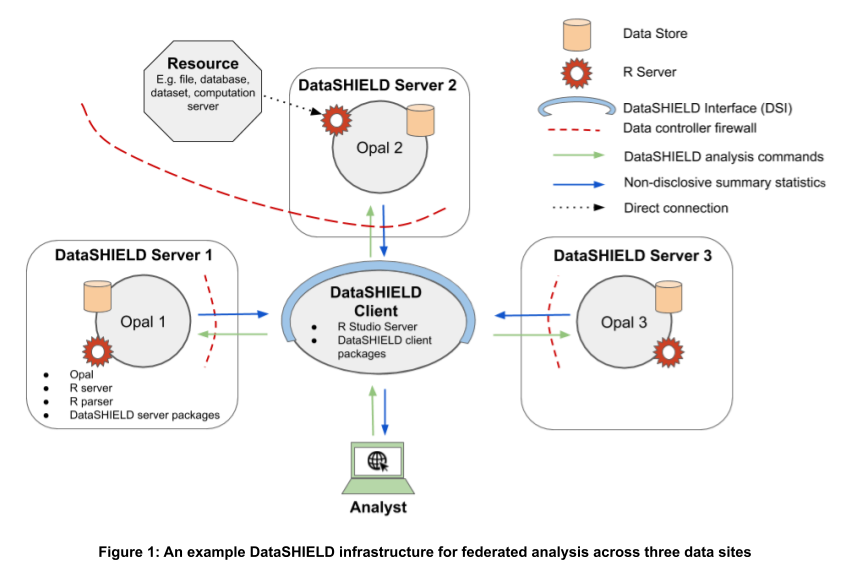 Resource
E.g. file, database,
dataset, computation
server
DataSHIELD Server 2
Opal 2
Data Store
R Server
DataSHIELD Interface (DSI)
Data controller firewall
DataSHIELD analysis commands
Non-disclosive summary statistics
Direct connection
DataSHIELD Server 1
Opal 1
● Opal
● R server
● R parser
● DataSHIELD server packages
DataSHIELD
Client
● R Studio Server
● DataSHIELD client
packages
DataSHIELD Server 3
Opal 3
Analyst
Figure 1: An example DataSHIELD infrastructure for federated analysis across three data sites